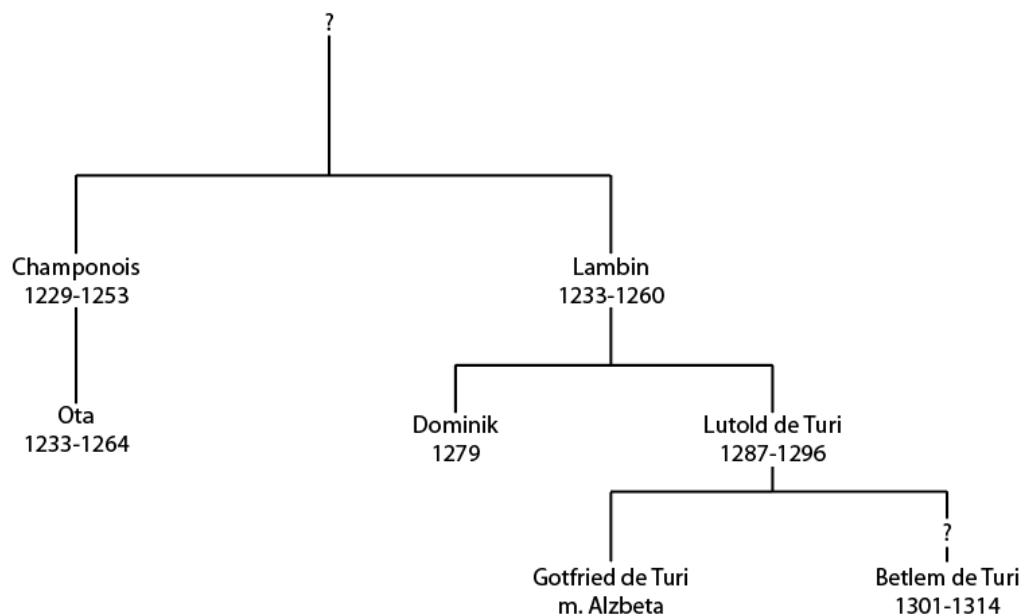 ?
Champonois
1229-1253
Lambin
1233-1260
Ota
1233-1264
Dominik
1279
Lutold de Turi
1287-1296
?
Gotfried de Turi
m. Alzbeta
Betlem de Turi
1301-1314